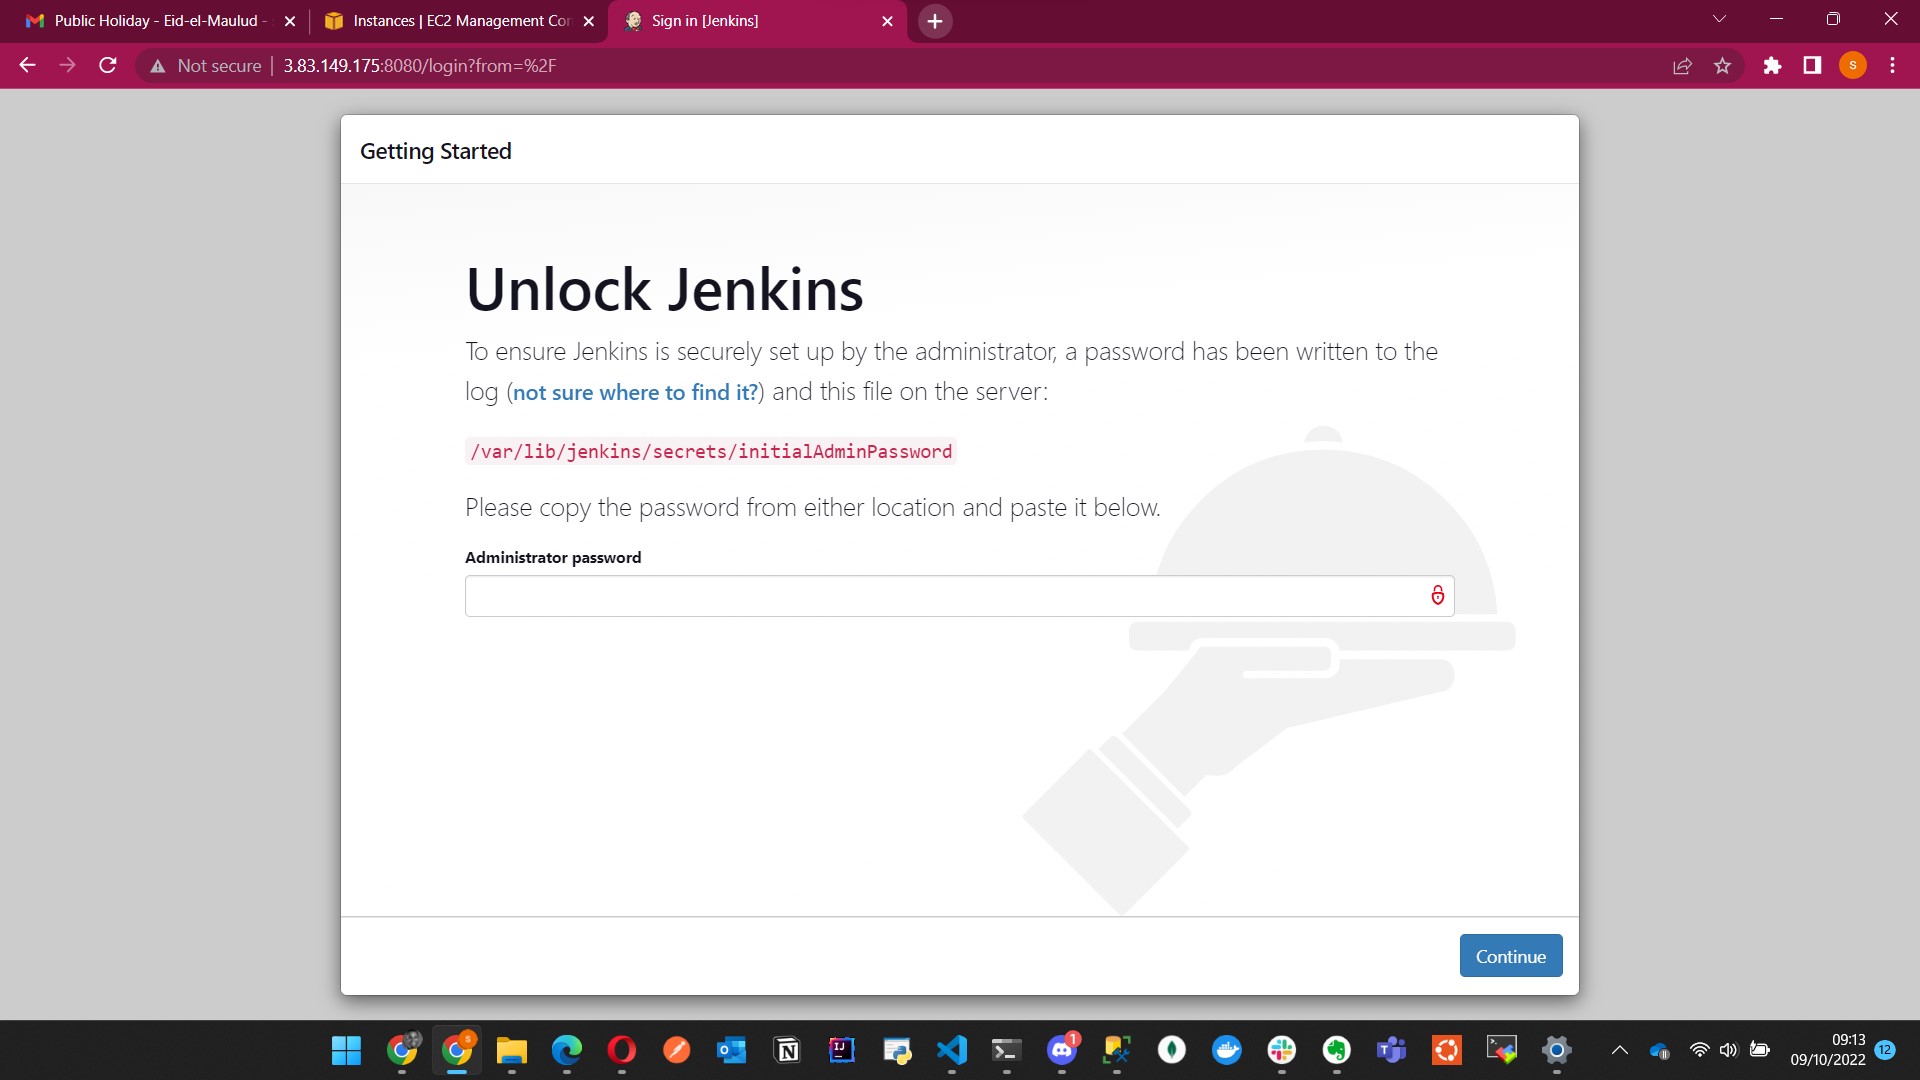 Public Holiday - Eid-el-Maulud -
Instances | EC2 Management Con
Sign in [Jenkins]
Not secure
3.83.149.175:8080/login?from=%2F
s
Getting Started
Unlock Jenkins
To ensure Jenkins is securely set up by the administrator, a password has been written to the
log (not sure where to find it?) and this file on the server:
/var/lib/jenkins/secrets/initialAdminPassword
Please copy the password from either location and paste it below.
Administrator password
Continue
09:13
09/10/2022
12
1